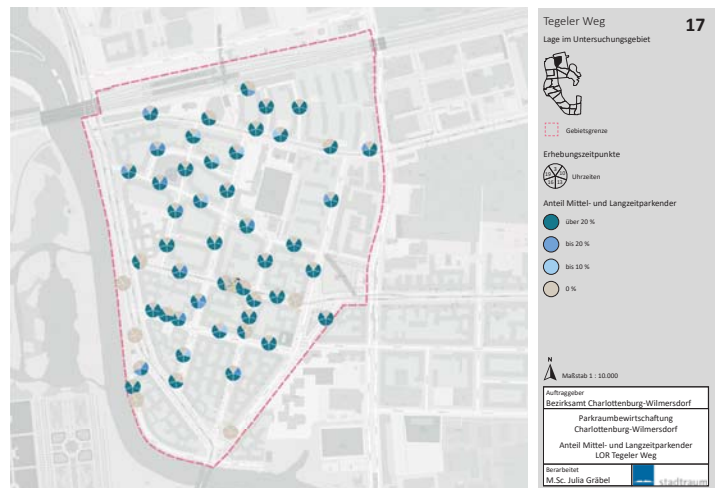 Tegeler Weg
17
Lage im Untersuchungsgebiet
Gebietsgrenze
Erhebungszeitpunkte
Uhrzeiten
Anteil Mittel- und Langzeitparkender
über 20 %
bis 20 %
bis 10 %
0 %
N
Maßstab 1 : 10.000
Auftraggeber
Bezirksamt Charlottenburg-Wilmersdorf
Parkraumbewirtschaftung
Charlottenburg-Wilmersdorf
Anteil Mittel- und Langzeitparkender
LOR Tegeler Weg
Berarbeitet
M.Sc. Julia Gräbel
stadtraum